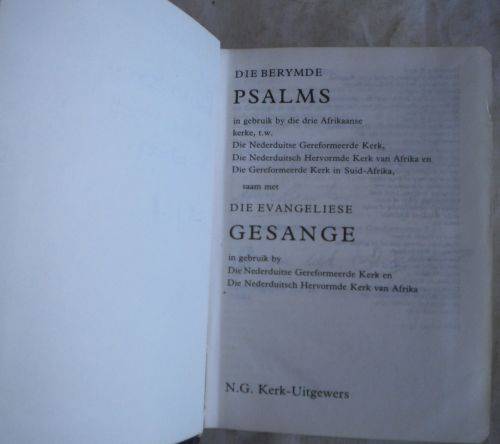 DIE BERYMDE
PSALMS
in gebruik by die drie Afrikaanse
kerke, t.w.
Die Nederduitse Gereformeerde Kerk,
Die Nederduitsch Hervormde Kerk van Afrika en
Die Gereformeerde Kerk in Suid-Afrika,
saam met
DIE EVANGELIESE
GESANGE
in gebruik by
Die Nederduitse Gereformeerde Kerk en
Die Nederduitsch Hervormde Kerk van Afrika
N.G. Kerk-Uitgewers